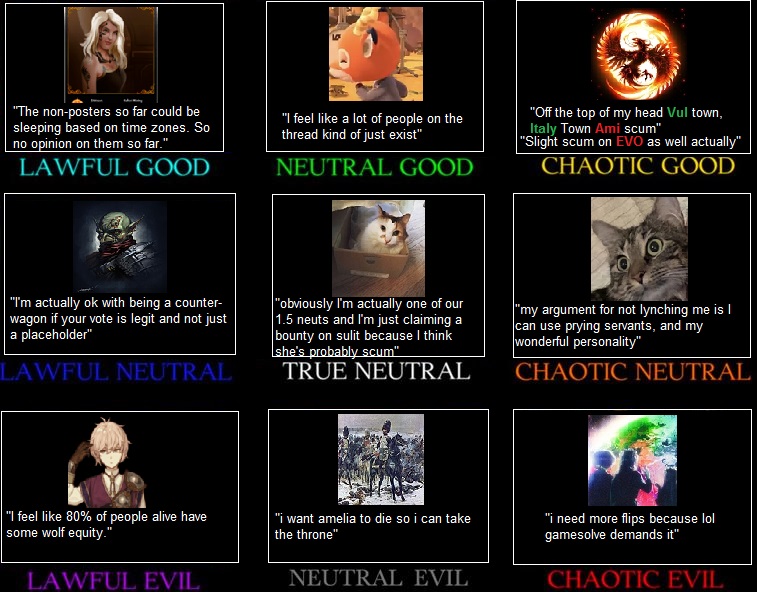 "The non-posters so far could be
sleeping based on time zones. So
no opinion on them so far."
LAWFUL GOOD
"I feel like a lot of people on the
thread kind of just exist"
NEUTRAL GOOD
"Off the top of my head Vul town,
Italy Town Ami scum"
"Slight scum on EVO as well actually"
CHAOTIC GOOD
"I'm actually ok with being a counter-
wagon if your vote is legit and not just
a placeholder"
LAWFUL NEUTRAL
"obviously I'm actually one of our
1.5 neuts and I'm just claiming a
bounty on sulit because I think
she's probably scum"
TRUE NEUTRAL
"my argument for not lynching me is I
can use prying servants, and my
wonderful personality"
CHAOTIC NEUTRAL
"I feel like 80% of people alive have
some wolf equity."
LAWFUL EVIL
"i want amelia to die so i can take
the throne"
NEUTRAL EVIL
"i need more flips because lol
gamesolve demands it"
CHAOTIC EVIL